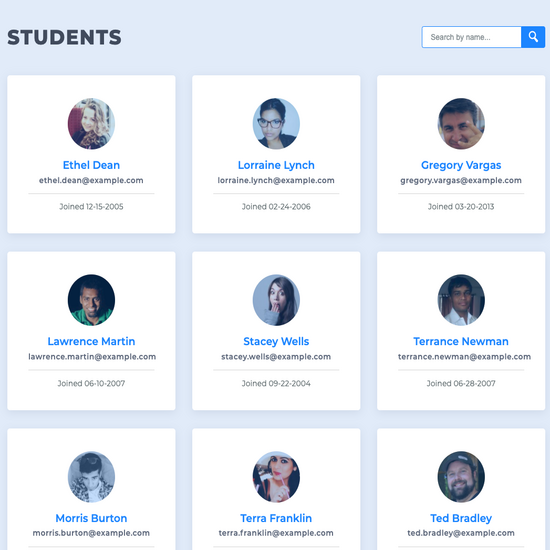 STUDENTS
Search by name...
Ethel Dean
ethel.dean@example.com
Joined 12-15-2005
Lorraine Lynch
lorraine.lynch@example.com
Joined 02-24-2006
Gregory Vargas
gregory.vargas@example.com
Joined 03-20-2013
Lawrence Martin
lawrence.martin@example.com
Joined 06-10-2007
Stacey Wells
stacey.wells@example.com
Joined 09-22-2004
Terrance Newman
terrance.newman@example.com
Joined 06-28-2007
Morris Burton
morris.burton@example.com
Terra Franklin
terra.franklin@example.com
Ted Bradley
ted.bradley@example.com